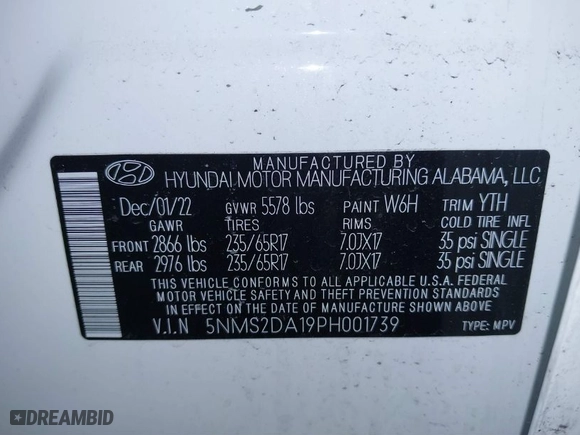 MANUFACTURED BY
HYUNDAI MOTOR MANUFACTURING ALABAMA, LLC
Dec/01/22 GVWR 5578 lbs PAINT W6H TRIM YTH
GAWR TIRES RIMS COLD TIRE INFL
FRONT 2866 lbs 235/65R17 7.0JX17 35 psi SINGLE
REAR 2976 lbs 235/65R17 7.0JX17 35 psi SINGLE
THIS VEHICLE CONFORMS TO ALL APPLICABLE U.S.A. FEDERAL
MOTOR VEHICLE SAFETY AND THEFT PREVENTION STANDARDS
IN EFFECT ON THE DATE OF MANUFACTURE SHOWN ABOVE.
V.I.N 5NMS2DA19PH001739 TYPE: MPV
DREAMBID